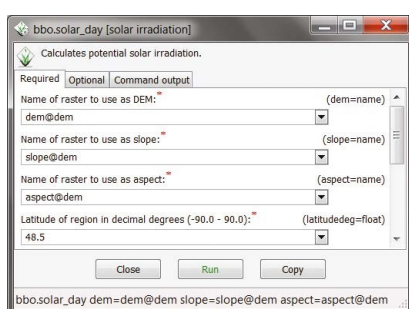 bbo.solar_day [solar irradiation]
Calculates potential solar irradiation.
Required Optional Command output
Name of raster to use as DEM:* (dem=name)
dem@dem
Name of raster to use as slope:* (slope=name)
slope@dem
Name of raster to use as aspect:* (aspect=name)
aspect@dem
Latitude of region in decimal degrees (-90.0 - 90.0):* (latitudedeg=float)
48.5
Close Run Copy
bbo.solar_day dem=dem@dem slope=slope@dem aspect=aspect@dem